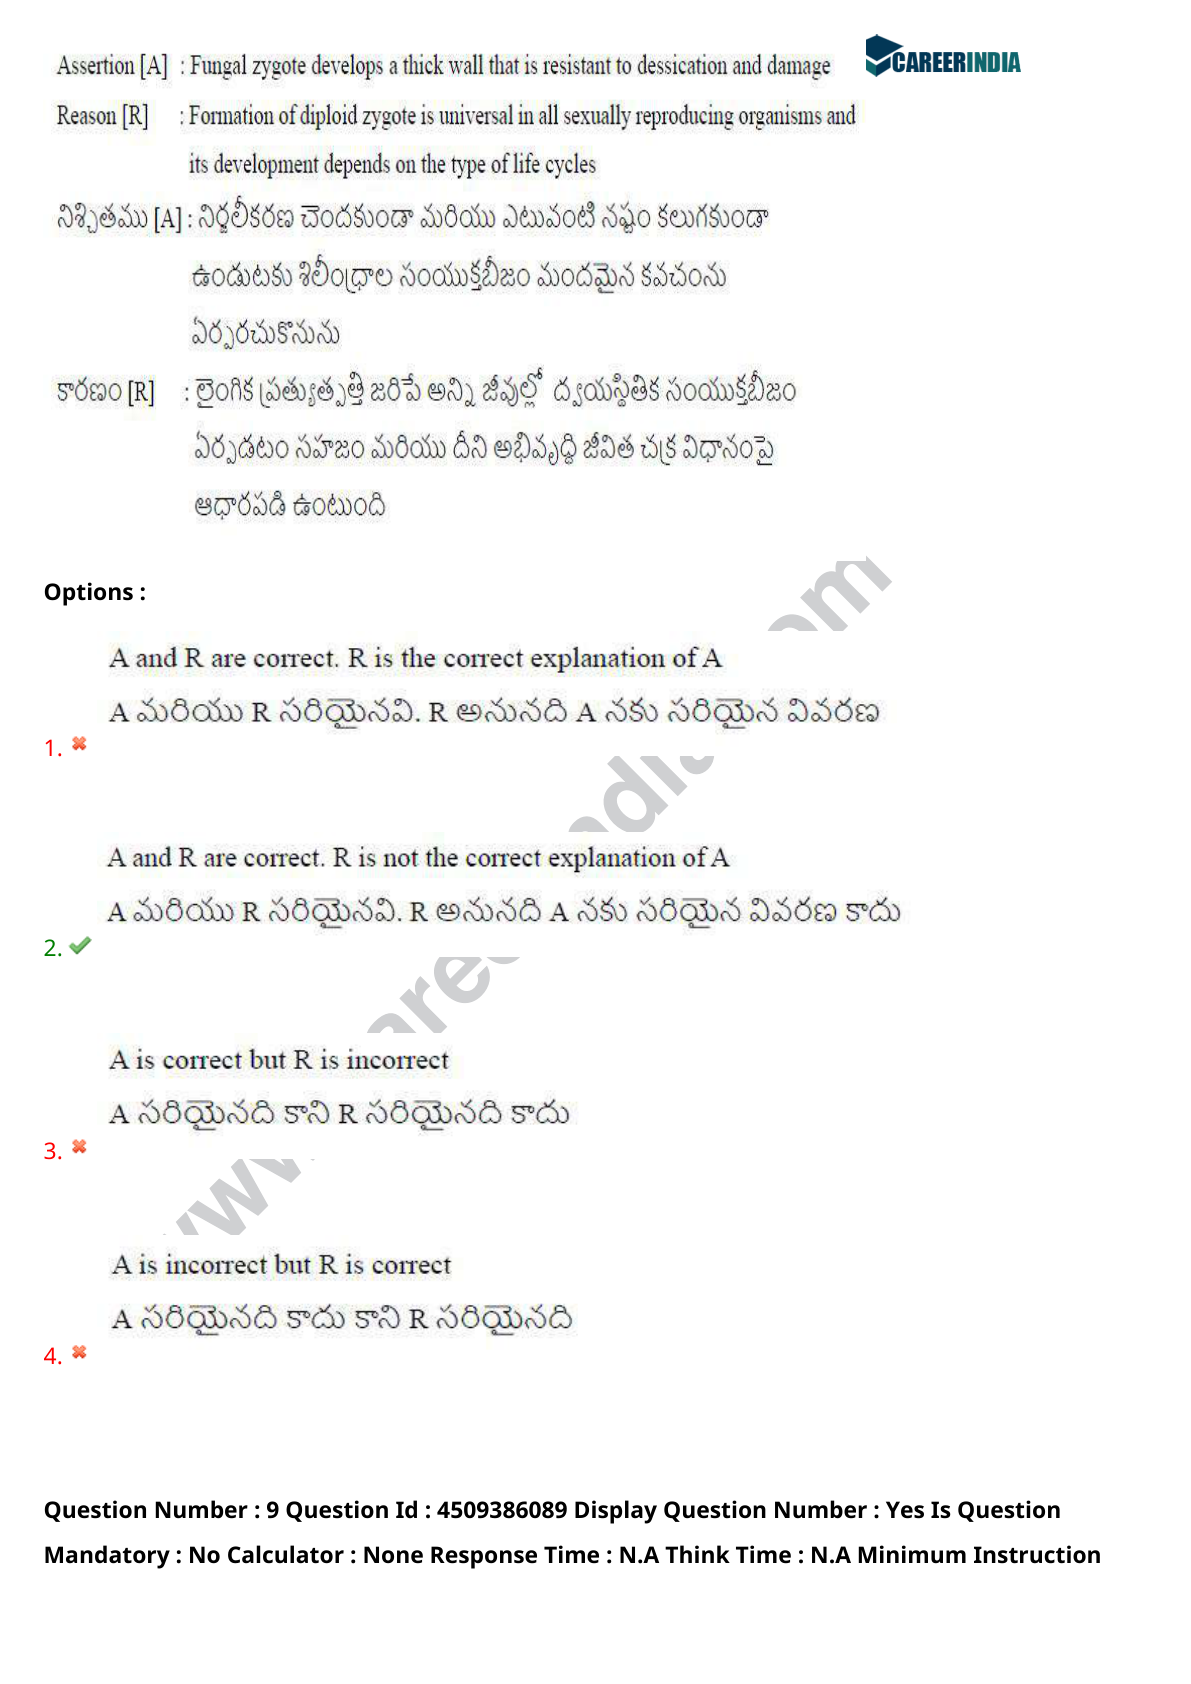 CAREERINDIA
Assertion [A] : Fungal zygote develops a thick wall that is resistant to dessication and damage
Reason [R] : Formation of diploid zygote is universal in all sexually reproducing organisms and
its development depends on the type of life cycles
నిశ్చితము [A] : నిర్జలీకరణ చెందకుండా మరియు ఎటువంటి నష్టం కలుగకుండా
ఉండుటకు శిలీంధ్రాల సంయుక్తబీజం మందమైన కవచంను
ఏర్పరచుకొనును
కారణం [R] : లైంగిక ప్రత్యుత్పత్తి జరిపే అన్ని జీవుల్లో ద్వయస్థితిక సంయుక్తబీజం
ఏర్పడటం సహజం మరియు దీని అభివృద్ధి జీవిత చక్ర విధానంపై
ఆధారపడి ఉంటుంది
Options :
A and R are correct. R is the correct explanation of A
A మరియు R సరియైనవి. R అనునది A నకు సరియైన వివరణ
1.
A and R are correct. R is not the correct explanation of A
A మరియు R సరియైనవి. R అనునది A నకు సరియైన వివరణ కాదు
2.
A is correct but R is incorrect
A సరియైనది కాని R సరియైనది కాదు
3.
A is incorrect but R is correct
A సరియైనది కాదు కాని R సరియైనది
4.
Question Number : 9 Question Id : 4509386089 Display Question Number : Yes Is Question
Mandatory : No Calculator : None Response Time : N.A Think Time : N.A Minimum Instruction